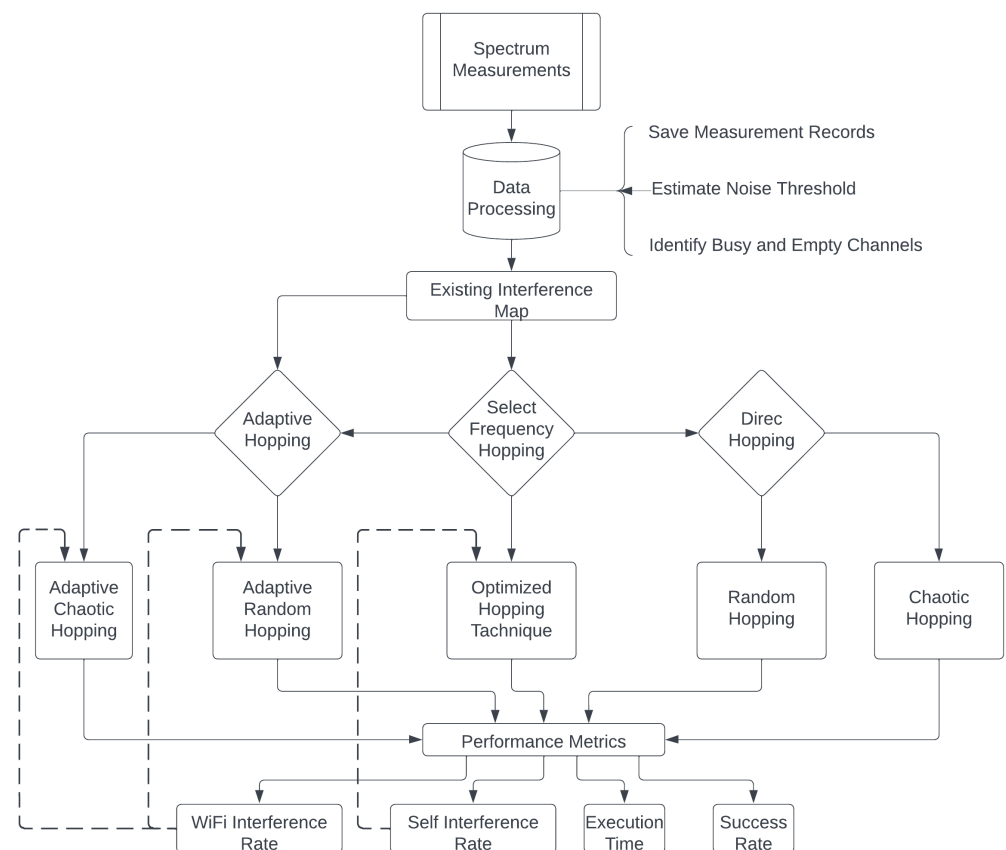 Spectrum
Measurements
Save Measurement Records
Data
Processing
Estimate Noise Threshold
Identify Busy and Empty Channels
Existing Interference
Map
Adaptive
Hopping
Select
Frequency
Hopping
Direc
Hopping
Adaptive
Chaotic
Hopping
Adaptive
Random
Hopping
Optimized
Hopping
Tachnique
Random
Hopping
Chaotic
Hopping
Performance Metrics
WiFi Interference
Rate
Self Interference
Rate
Execution
Time
Success
Rate